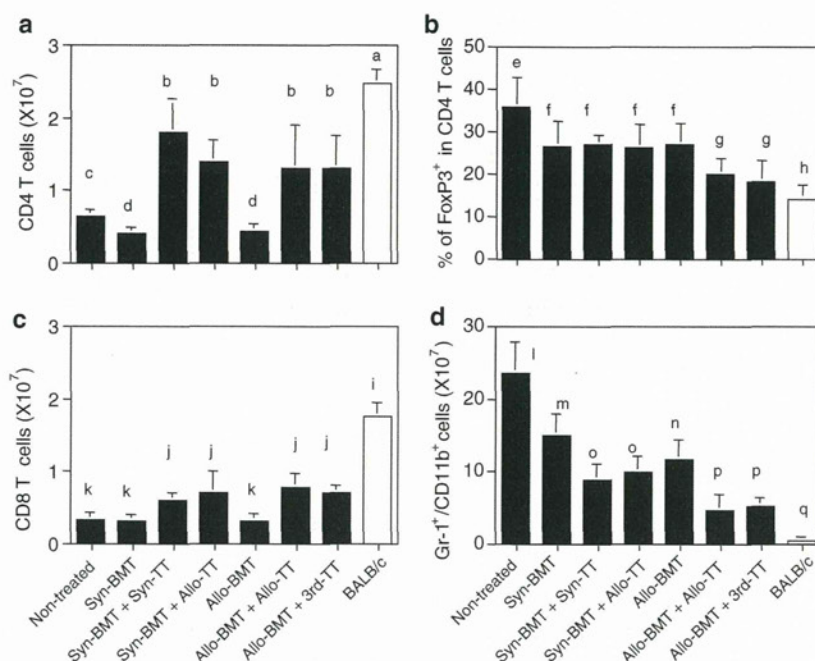 a
CD4 T cells (X10⁷)
3
2
1
0
c
d
b
b
d
b
b
a
b
% of FoxP3⁺ in CD4 T cells
50
40
30
20
10
0
e
f
f
f
f
g
g
h
c
CD8 T cells (X10⁷)
3
2
1
0
k
k
j
j
k
j
j
i
Non-treated
Syn-BMT
Syn-BMT + Syn-TT
Syn-BMT + Allo-TT
Allo-BMT
Allo-BMT + Allo-TT
Allo-BMT + 3rd-TT
BALB/c
d
Gr-1⁺/CD11b⁺ cells (X10⁷)
30
20
10
0
l
m
o
o
n
p
p
q
Non-treated
Syn-BMT
Syn-BMT + Syn-TT
Syn-BMT + Allo-TT
Allo-BMT
Allo-BMT + Allo-TT
Allo-BMT + 3rd-TT
BALB/c